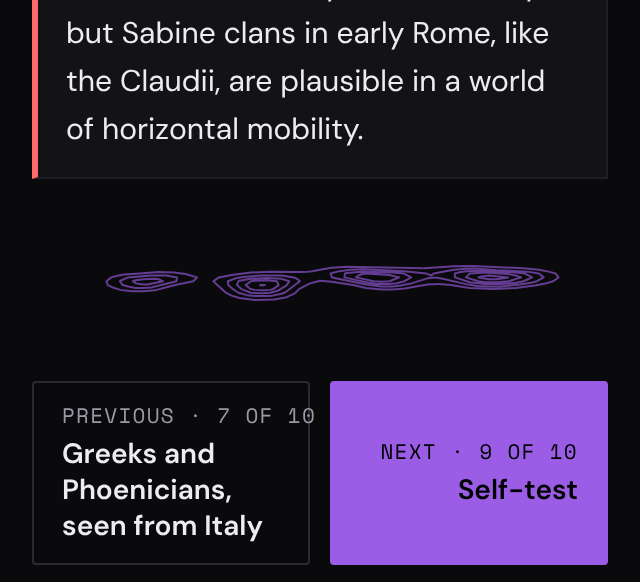 but Sabine clans in early Rome, like
the Claudii, are plausible in a world
of horizontal mobility.
PREVIOUS · 7 OF 10
Greeks and
Phoenicians,
seen from Italy
NEXT · 9 OF 10
Self-test